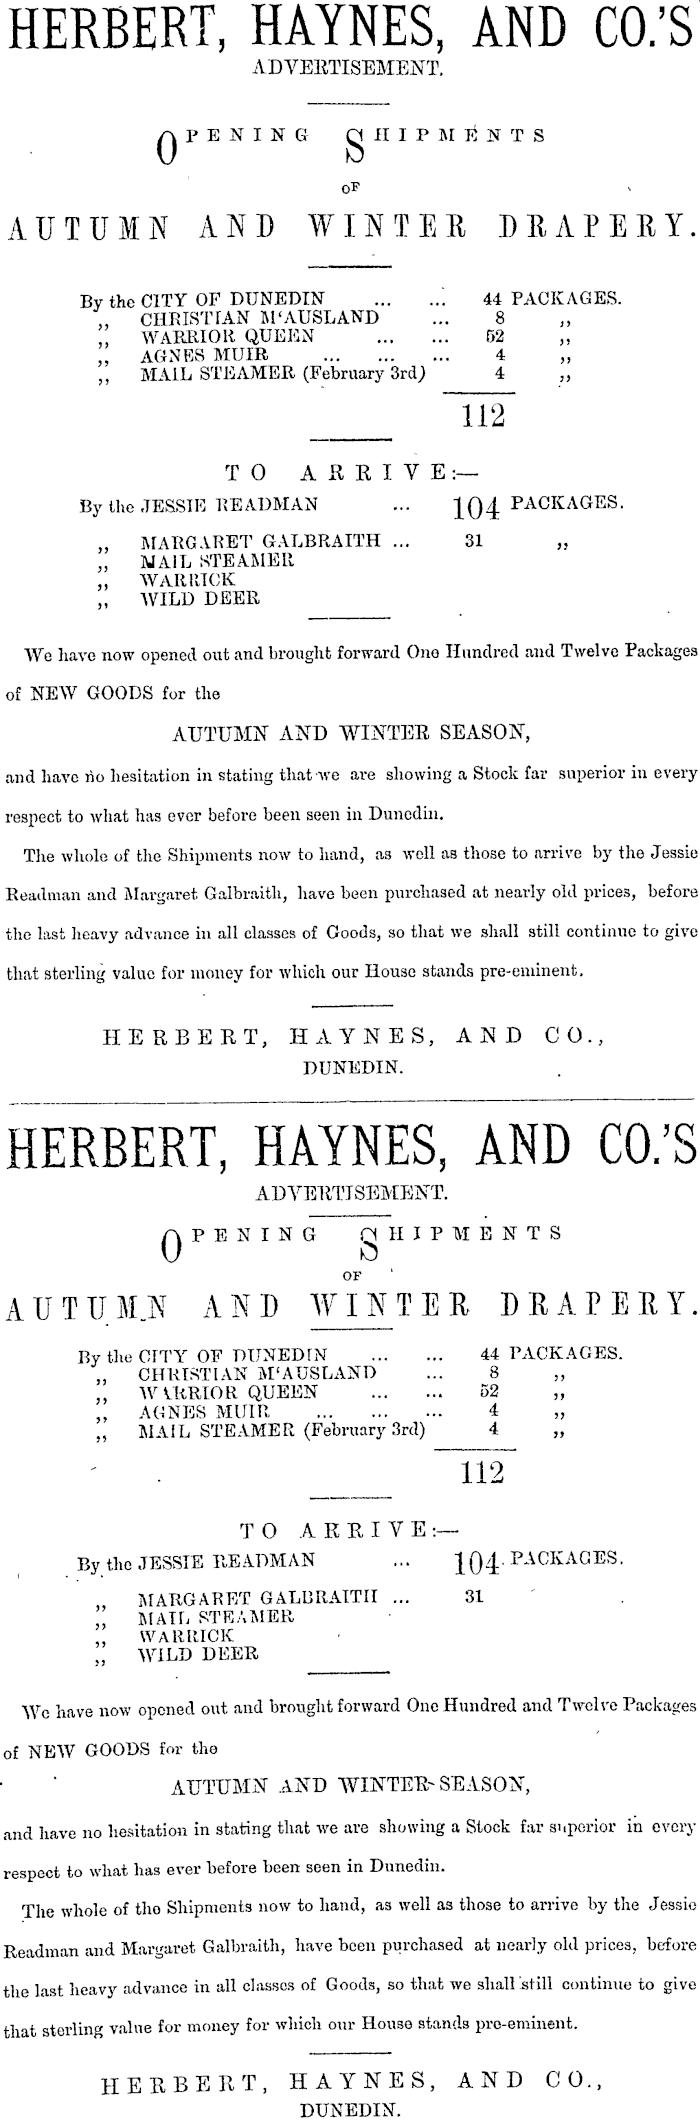 HERBERT, HAYNES, AND CO.'S
ADVERTISEMENT.
OPENING SHIPMENTS
OF
AUTUMN AND WINTER DRAPERY.
By the CITY OF DUNEDIN ... ... 44 PACKAGES.
„ CHRISTIAN M'AUSLAND ... 8 „
„ WARRIOR QUEEN ... ... 52 „
„ AGNES MUIR ... ... ... 4 „
„ MAIL STEAMER (February 3rd) 4 „
112
TO ARRIVE:—
By the JESSIE READMAN ... 104 PACKAGES.
„ MARGARET GALBRAITH ... 31 „
„ MAIL STEAMER
„ WARRICK
„ WILD DEER
We have now opened out and brought forward One Hundred and Twelve Packages
of NEW GOODS for the
AUTUMN AND WINTER SEASON,
and have no hesitation in stating that we are showing a Stock far superior in every
respect to what has ever before been seen in Dunedin.
The whole of the Shipments now to hand, as well as those to arrive by the Jessie
Readman and Margaret Galbraith, have been purchased at nearly old prices, before
the last heavy advance in all classes of Goods, so that we shall still continue to give
that sterling value for money for which our House stands pre-eminent.
HERBERT, HAYNES, AND CO.,
DUNEDIN.
HERBERT, HAYNES, AND CO.'S
ADVERTISEMENT.
OPENING SHIPMENTS
OF
AUTUMN AND WINTER DRAPERY.
By the CITY OF DUNEDIN ... ... 44 PACKAGES.
„ CHRISTIAN M'AUSLAND ... 8 „
„ WARRIOR QUEEN ... ... 52 „
„ AGNES MUIR ... ... ... 4 „
„ MAIL STEAMER (February 3rd) 4 „
112
TO ARRIVE:—
By the JESSIE READMAN ... 104 PACKAGES.
„ MARGARET GALBRAITH ... 31
„ MAIL STEAMER
„ WARRICK
„ WILD DEER
We have now opened out and brought forward One Hundred and Twelve Packages
of NEW GOODS for the
AUTUMN AND WINTER SEASON,
and have no hesitation in stating that we are showing a Stock far superior in every
respect to what has ever before been seen in Dunedin.
The whole of the Shipments now to hand, as well as those to arrive by the Jessie
Readman and Margaret Galbraith, have been purchased at nearly old prices, before
the last heavy advance in all classes of Goods, so that we shall still continue to give
that sterling value for money for which our House stands pre-eminent.
HERBERT, HAYNES, AND CO.,
DUNEDIN.